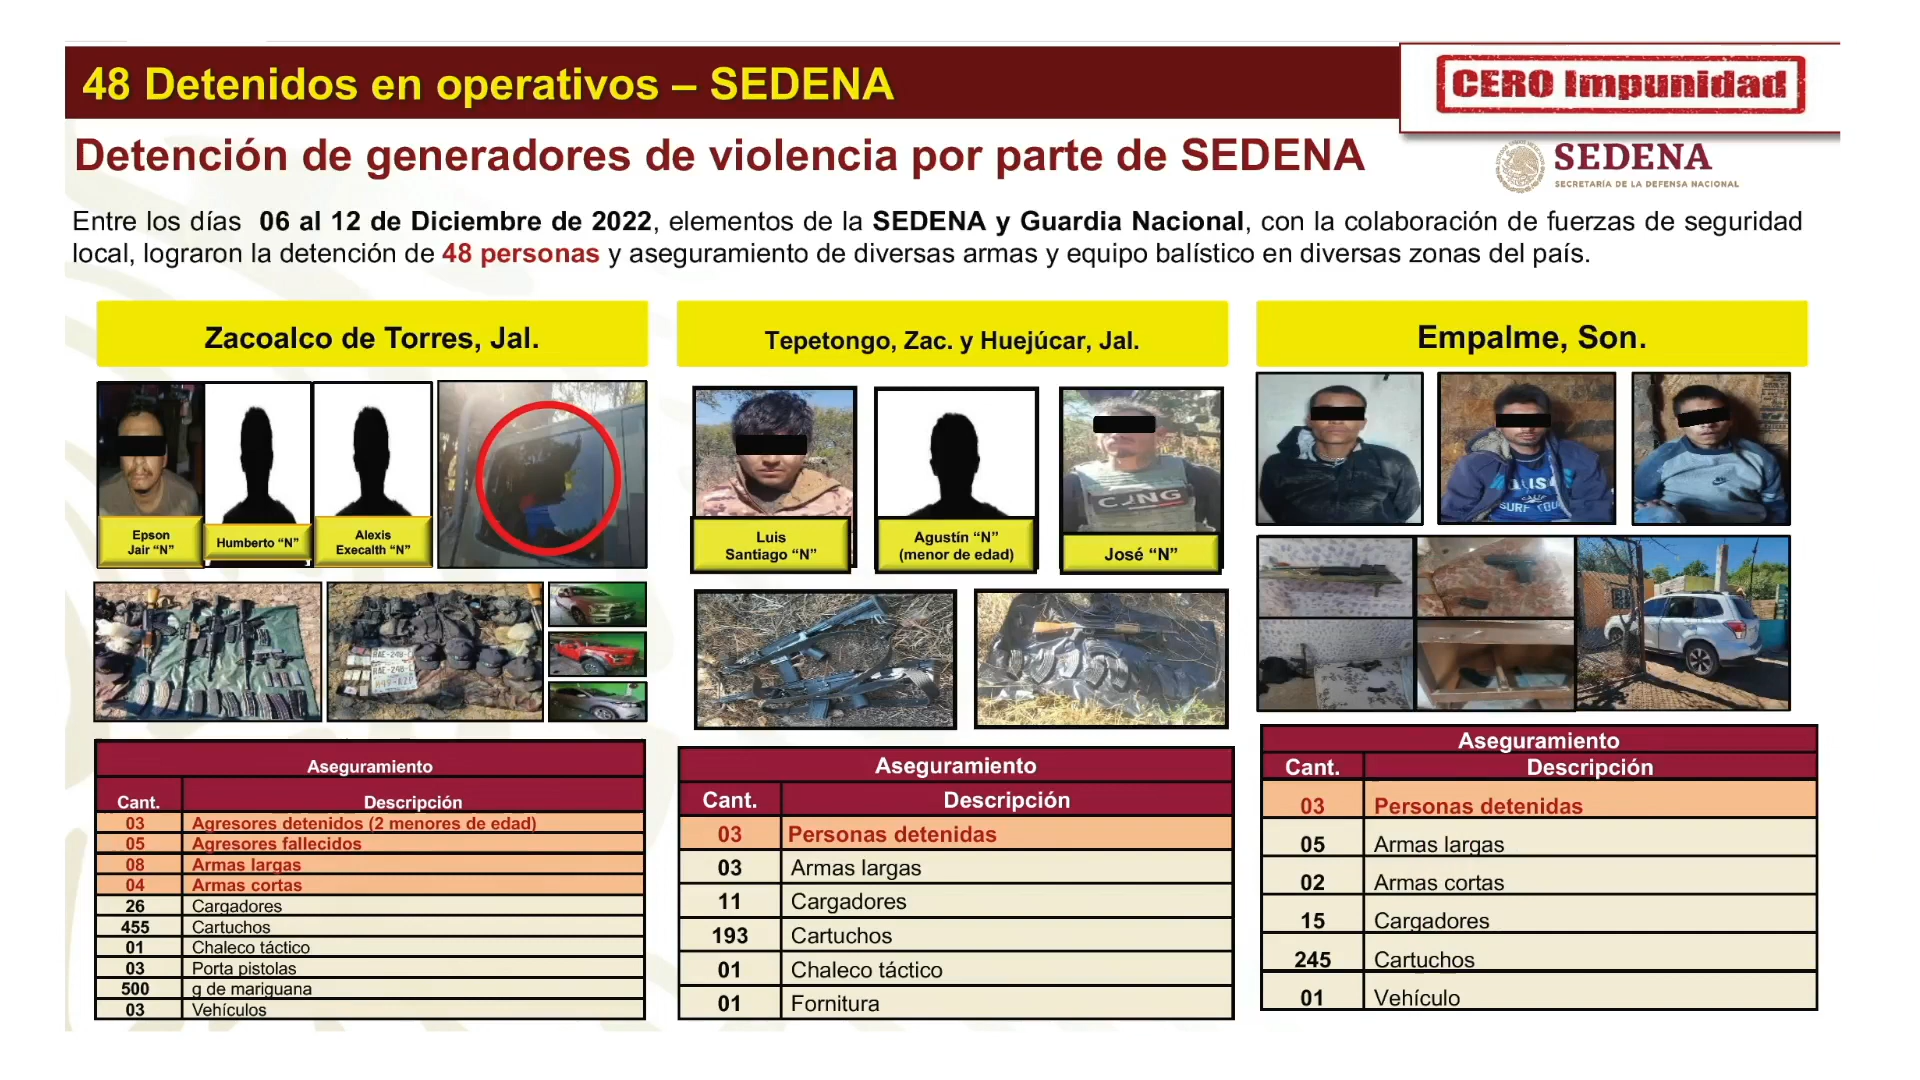 48 Detenidos en operativos – SEDENA
CERO Impunidad
Detención de generadores de violencia por parte de SEDENA
SEDENA
SECRETARÍA DE LA DEFENSA NACIONAL
Entre los días 06 al 12 de Diciembre de 2022, elementos de la SEDENA y Guardia Nacional, con la colaboración de fuerzas de seguridad
local, lograron la detención de 48 personas y aseguramiento de diversas armas y equipo balístico en diversas zonas del país.
Zacoalco de Torres, Jal.
Epson
Jair “N”
Humberto “N”
Alexis
Execalth “N”
Aseguramiento
Cant. Descripción
03 Agresores detenidos (2 menores de edad)
05 Agresores fallecidos
08 Armas largas
04 Armas cortas
26 Cargadores
455 Cartuchos
01 Chaleco táctico
03 Porta pistolas
500 g de mariguana
03 Vehículos
Tepetongo, Zac. y Huejúcar, Jal.
CJNG
Luis
Santiago “N”
Agustín “N”
(menor de edad)
José “N”
Aseguramiento
Cant. Descripción
03 Personas detenidas
03 Armas largas
11 Cargadores
193 Cartuchos
01 Chaleco táctico
01 Fornitura
Empalme, Son.
Aseguramiento
Cant. Descripción
03 Personas detenidas
05 Armas largas
02 Armas cortas
15 Cargadores
245 Cartuchos
01 Vehículo